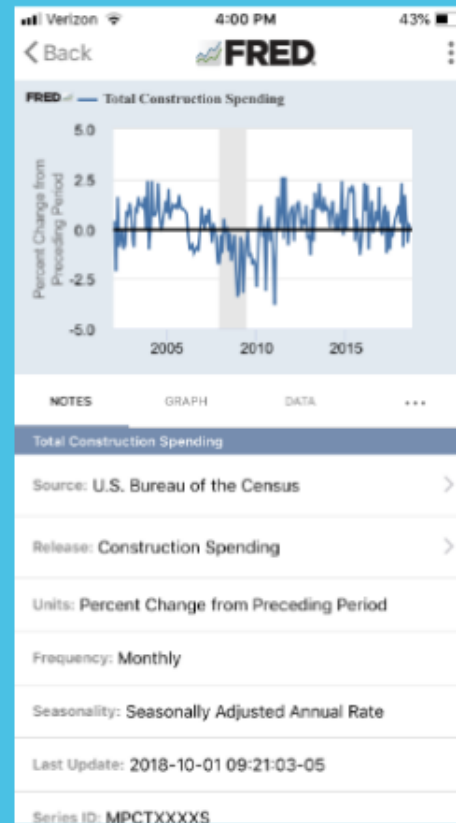 Verizon 4:00 PM 43%
Back FRED
FRED Total Construction Spending
Percent Change from
Preceding Period
5.0
2.5
0.0
-2.5
-5.0
2005 2010 2015
NOTES GRAPH DATA ...
Total Construction Spending
Source: U.S. Bureau of the Census
Release: Construction Spending
Units: Percent Change from Preceding Period
Frequency: Monthly
Seasonality: Seasonally Adjusted Annual Rate
Last Update: 2018-10-01 09:21:03-05
Series ID: MPCTXXXXS